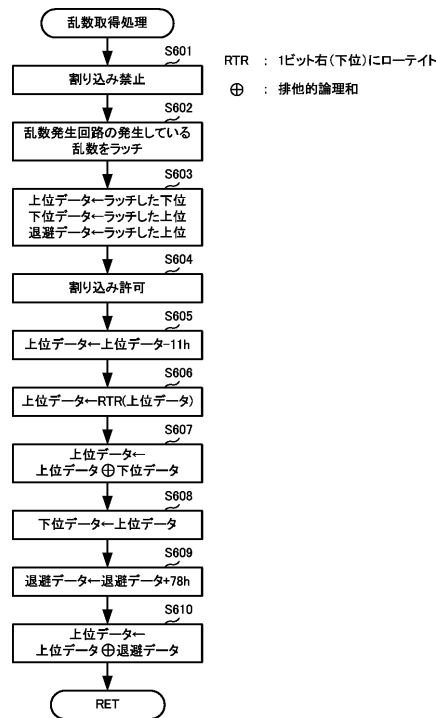 乱数取得処理
S601
割り込み禁止
S602
乱数発生回路の発生している
乱数をラッチ
S603
上位データ←ラッチした下位
下位データ←ラッチした上位
退避データ←ラッチした上位
S604
割り込み許可
S605
上位データ←上位データ-11h
S606
上位データ←RTR(上位データ)
S607
上位データ←
上位データ⊕下位データ
S608
下位データ←上位データ
S609
退避データ←退避データ+78h
S610
上位データ←
上位データ⊕退避データ
RET
RTR : 1ビット右(下位)にローテイト
⊕ : 排他的論理和